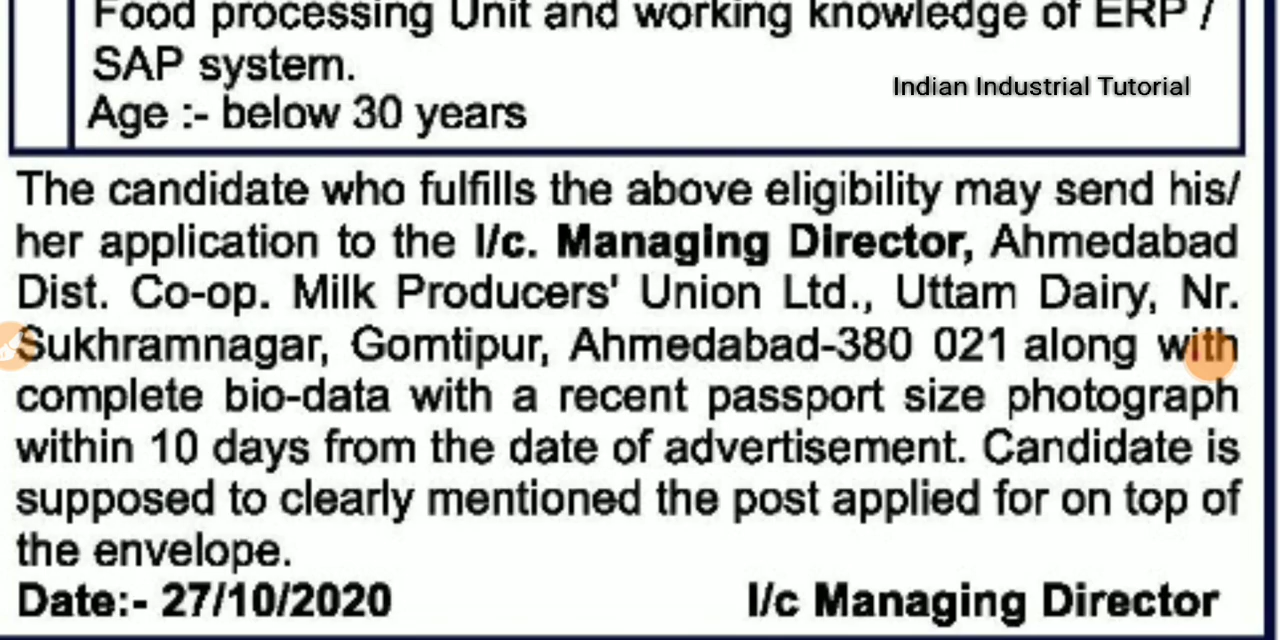 Food processing Unit and working knowledge of ERP /
SAP system.
Indian Industrial Tutorial
Age :- below 30 years
The candidate who fulfills the above eligibility may send his/
her application to the I/c. Managing Director, Ahmedabad
Dist. Co-op. Milk Producers' Union Ltd., Uttam Dairy, Nr.
Sukhramnagar, Gomtipur, Ahmedabad-380 021 along with
complete bio-data with a recent passport size photograph
within 10 days from the date of advertisement. Candidate is
supposed to clearly mentioned the post applied for on top of
the envelope.
Date:- 27/10/2020 I/c Managing Director